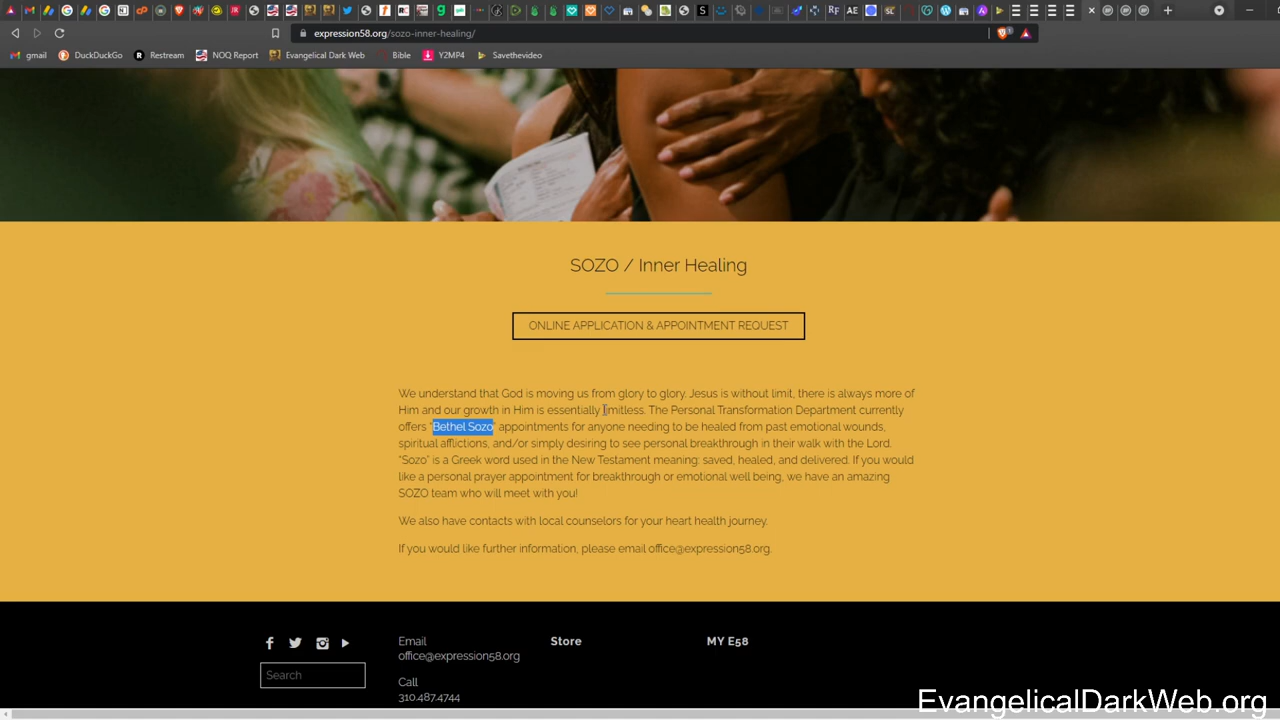 expression58.org/sozo-inner-healing/
gmail
DuckDuckGo
Restream
NOQ Report
Evangelical Dark Web
Bible
Y2MP4
Savethevideo
SOZO / Inner Healing
ONLINE APPLICATION & APPOINTMENT REQUEST
We understand that God is moving us from glory to glory. Jesus is without limit, there is always more of
Him and our growth in Him is essentially limitless. The Personal Transformation Department currently
offers “Bethel Sozo” appointments for anyone needing to be healed from past emotional wounds,
spiritual afflictions, and/or simply desiring to see personal breakthrough in their walk with the Lord.
“Sozo” is a Greek word used in the New Testament meaning: saved, healed, and delivered. If you would
like a personal prayer appointment for breakthrough or emotional well being, we have an amazing
SOZO team who will meet with you!
We also have contacts with local counselors for your heart health journey.
If you would like further information, please email office@expression58.org.
Email
office@expression58.org
Call
310.487.4744
Search
Store
MY E58
EvangelicalDarkWeb.org